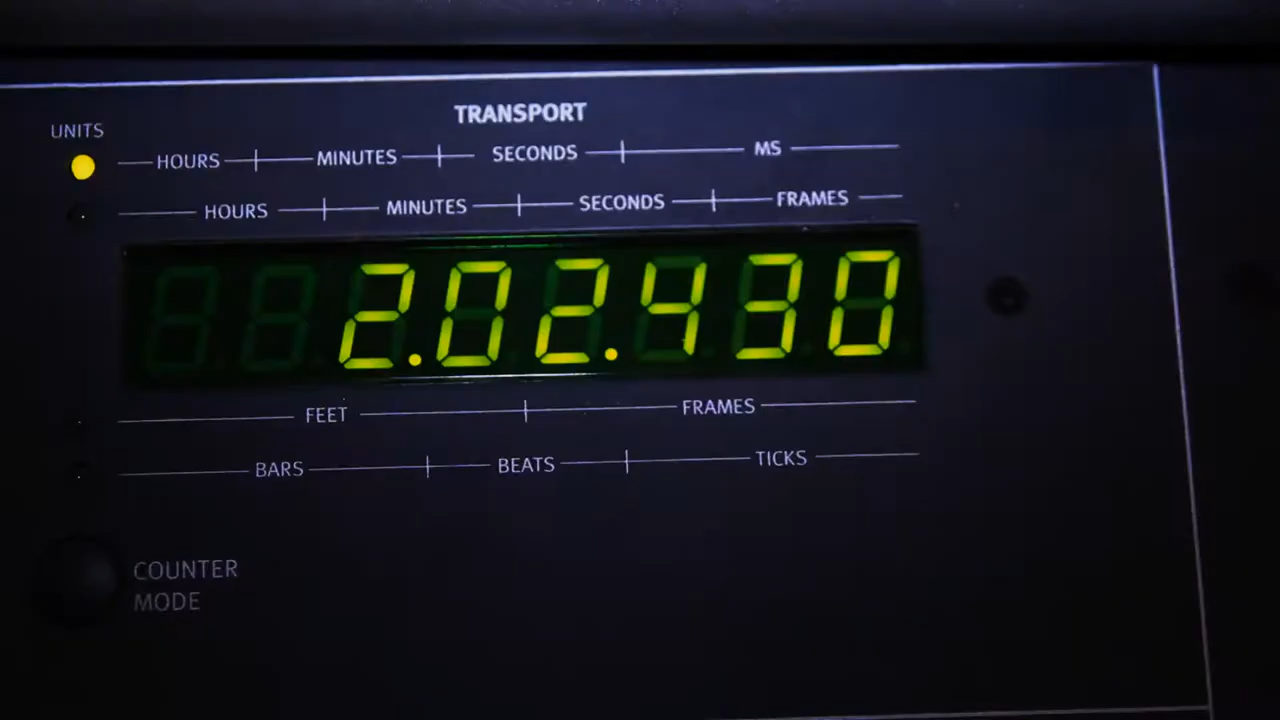 TRANSPORT
UNITS
HOURS MINUTES SECONDS MS
HOURS MINUTES SECONDS FRAMES
2.02.430
FEET FRAMES
BARS BEATS TICKS
COUNTER
MODE